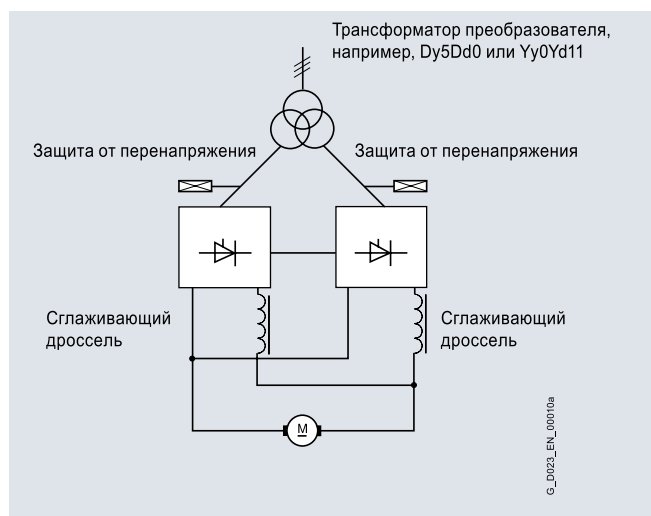 Трансформатор преобразователя,
например, Dy5Dd0 или Yy0Yd11
Защита от перенапряжения
Защита от перенапряжения
Сглаживающий
дроссель
Сглаживающий
дроссель
M
G_D023_EN_00010a